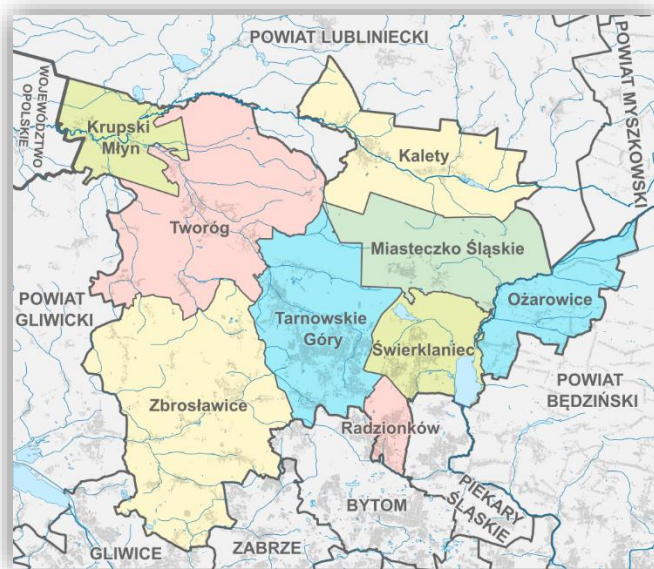 POWIAT LUBLINIECKI
POWIAT MYSZKOWSKI
WOJEWÓDZTWO
OPOLSKIE
Krupski
Młyn
Kalety
Tworóg
Miasteczko Śląskie
POWIAT
GLIWICKI
Ożarowice
Tarnowskie
Góry
Świerklaniec
POWIAT
BĘDZIŃSKI
Zbrosławice
Radzionków
BYTOM
PIEKARY
ŚLĄSKIE
GLIWICE
ZABRZE